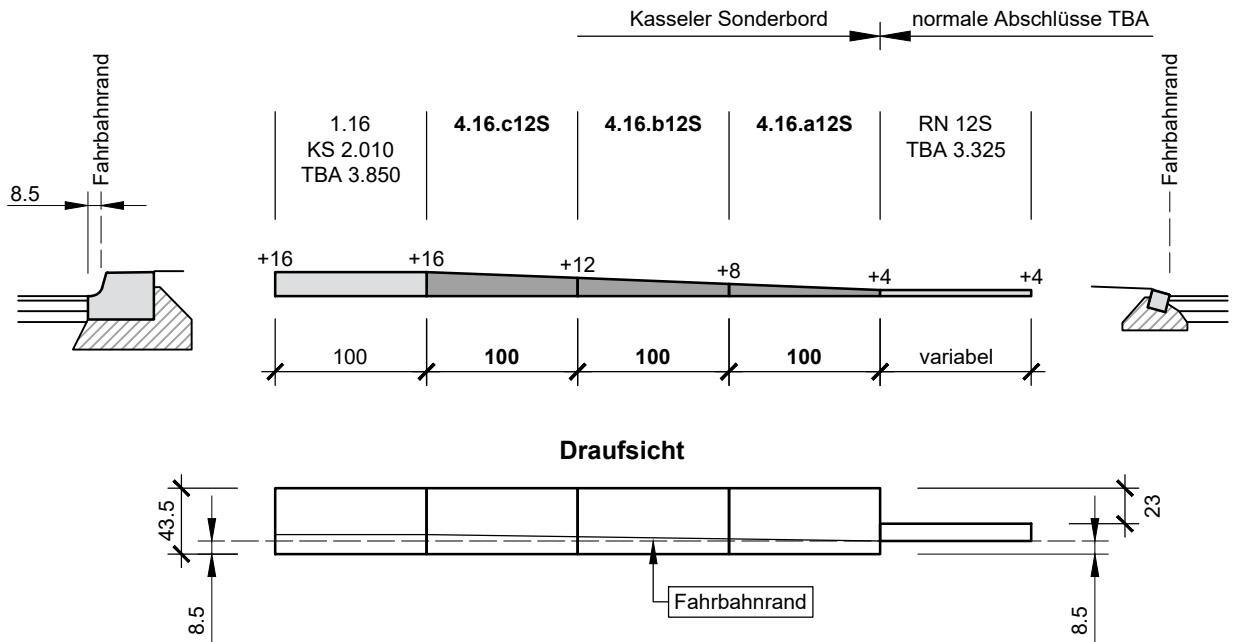 Kasseler Sonderbord
normale Abschlüsse TBA
Fahrbahnrand
8.5
1.16
KS 2.010
TBA 3.850
4.16.c12S
4.16.b12S
4.16.a12S
RN 12S
TBA 3.325
Fahrbahnrand
+16
+16
+12
+8
+4
+4
100
100
100
100
variabel
Draufsicht
43.5
8.5
23
8.5
Fahrbahnrand